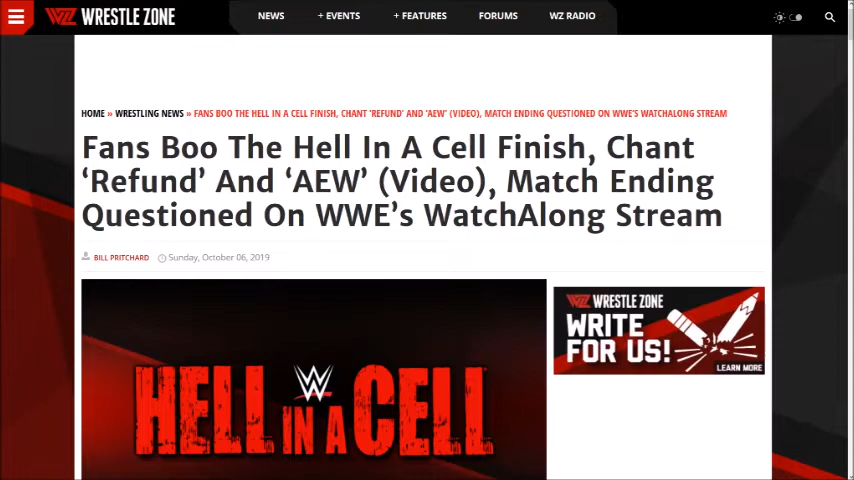 WRESTLE ZONE
NEWS + EVENTS + FEATURES FORUMS WZ RADIO
HOME » WRESTLING NEWS » FANS BOO THE HELL IN A CELL FINISH, CHANT 'REFUND' AND 'AEW' (VIDEO), MATCH ENDING QUESTIONED ON WWE'S WATCHALONG STREAM
Fans Boo The Hell In A Cell Finish, Chant
‘Refund’ And ‘AEW’ (Video), Match Ending
Questioned On WWE’s WatchAlong Stream
BILL PRITCHARD Sunday, October 06, 2019
HELL IN A CELL
WRESTLE ZONE
WRITE
FOR US!
LEARN MORE